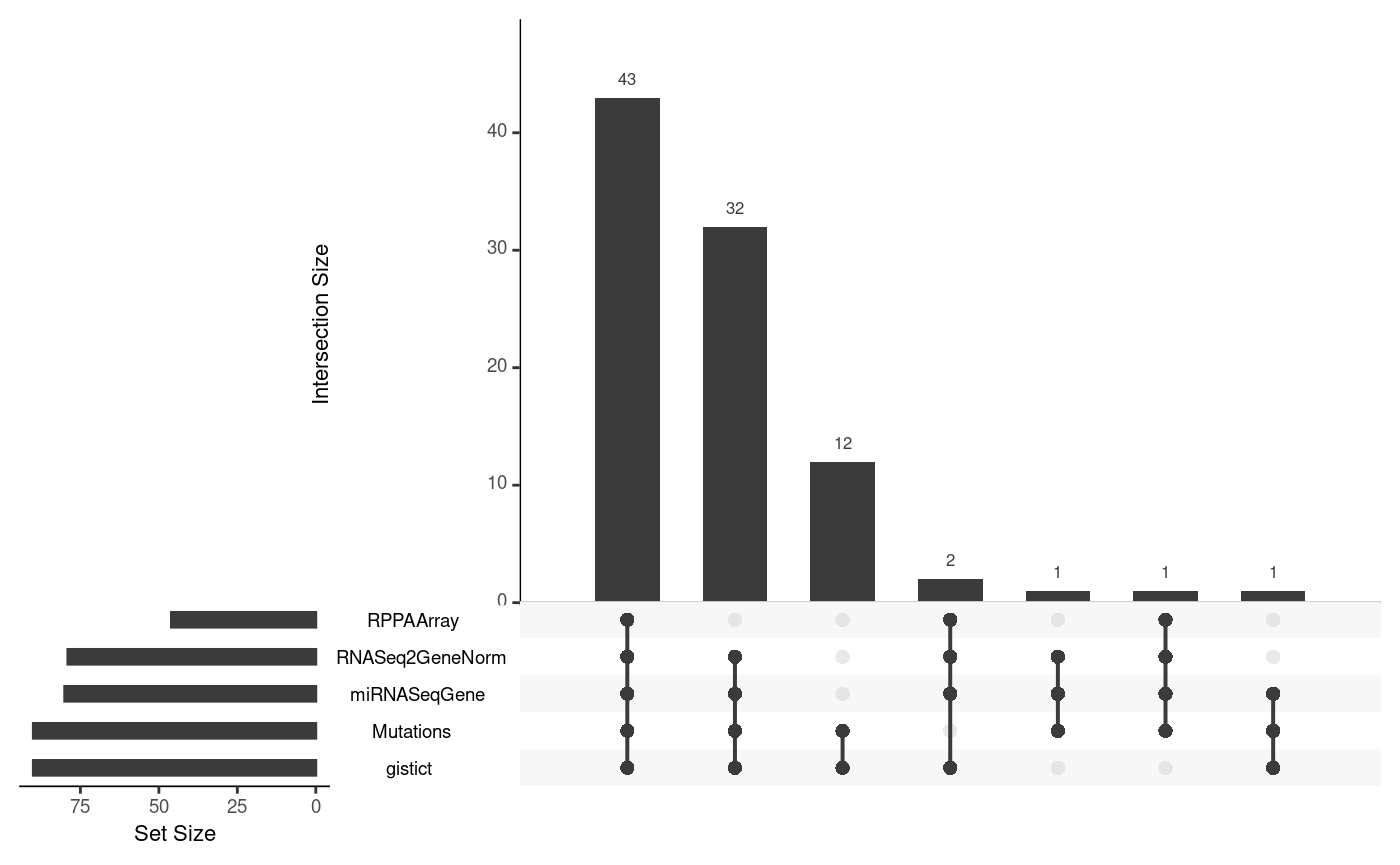 43
40
32
30
Intersection Size
20
12
10
2
1
1
1
0
RPPAArray
RNASeq2GeneNorm
miRNASeqGene
Mutations
gistict
75 50 25 0
Set Size